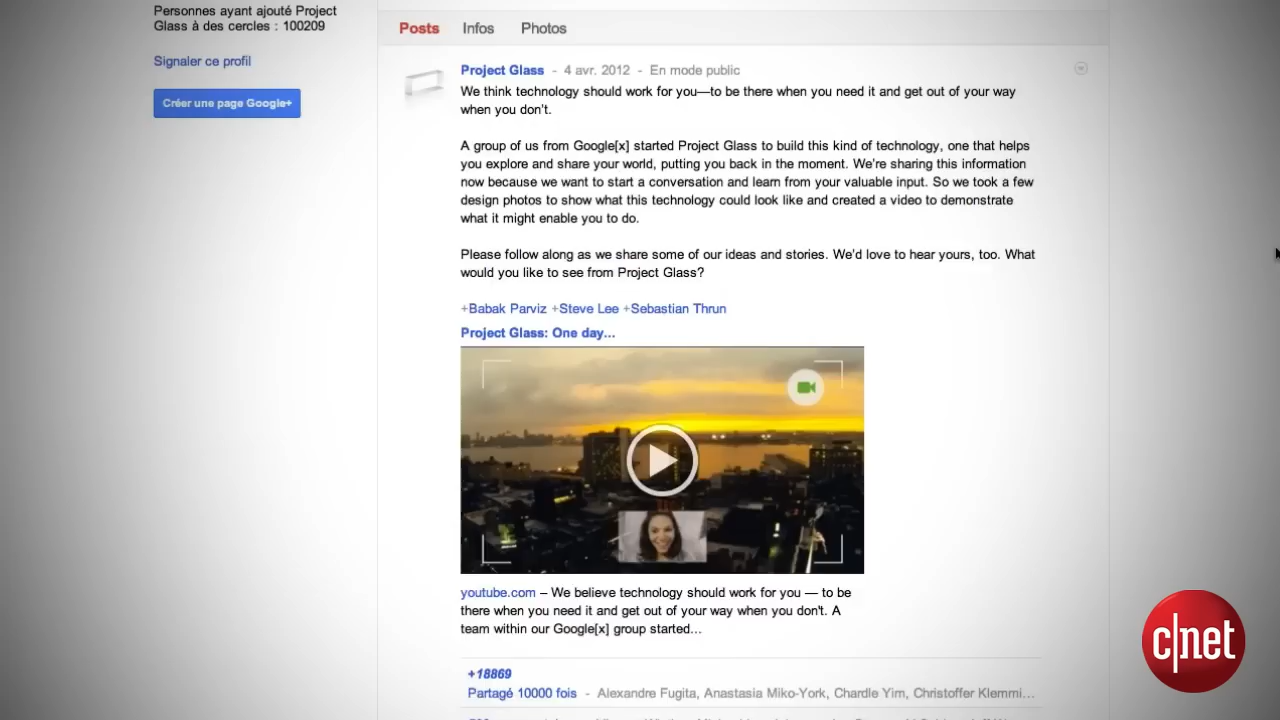 Personnes ayant ajouté Project
Glass à des cercles : 100209
Signaler ce profil
Créer une page Google+
Posts Infos Photos
Project Glass - 4 avr. 2012 - En mode public
We think technology should work for you—to be there when you need it and get out of your way
when you don't.
A group of us from Google[x] started Project Glass to build this kind of technology, one that helps
you explore and share your world, putting you back in the moment. We're sharing this information
now because we want to start a conversation and learn from your valuable input. So we took a few
design photos to show what this technology could look like and created a video to demonstrate
what it might enable you to do.
Please follow along as we share some of our ideas and stories. We'd love to hear yours, too. What
would you like to see from Project Glass?
+Babak Parviz +Steve Lee +Sebastian Thrun
Project Glass: One day...
youtube.com – We believe technology should work for you — to be
there when you need it and get out of your way when you don't. A
team within our Google[x] group started...
+18869
Partagé 10000 fois - Alexandre Fugita, Anastasia Miko-York, Chardle Yim, Christoffer Klemmi...
c|net